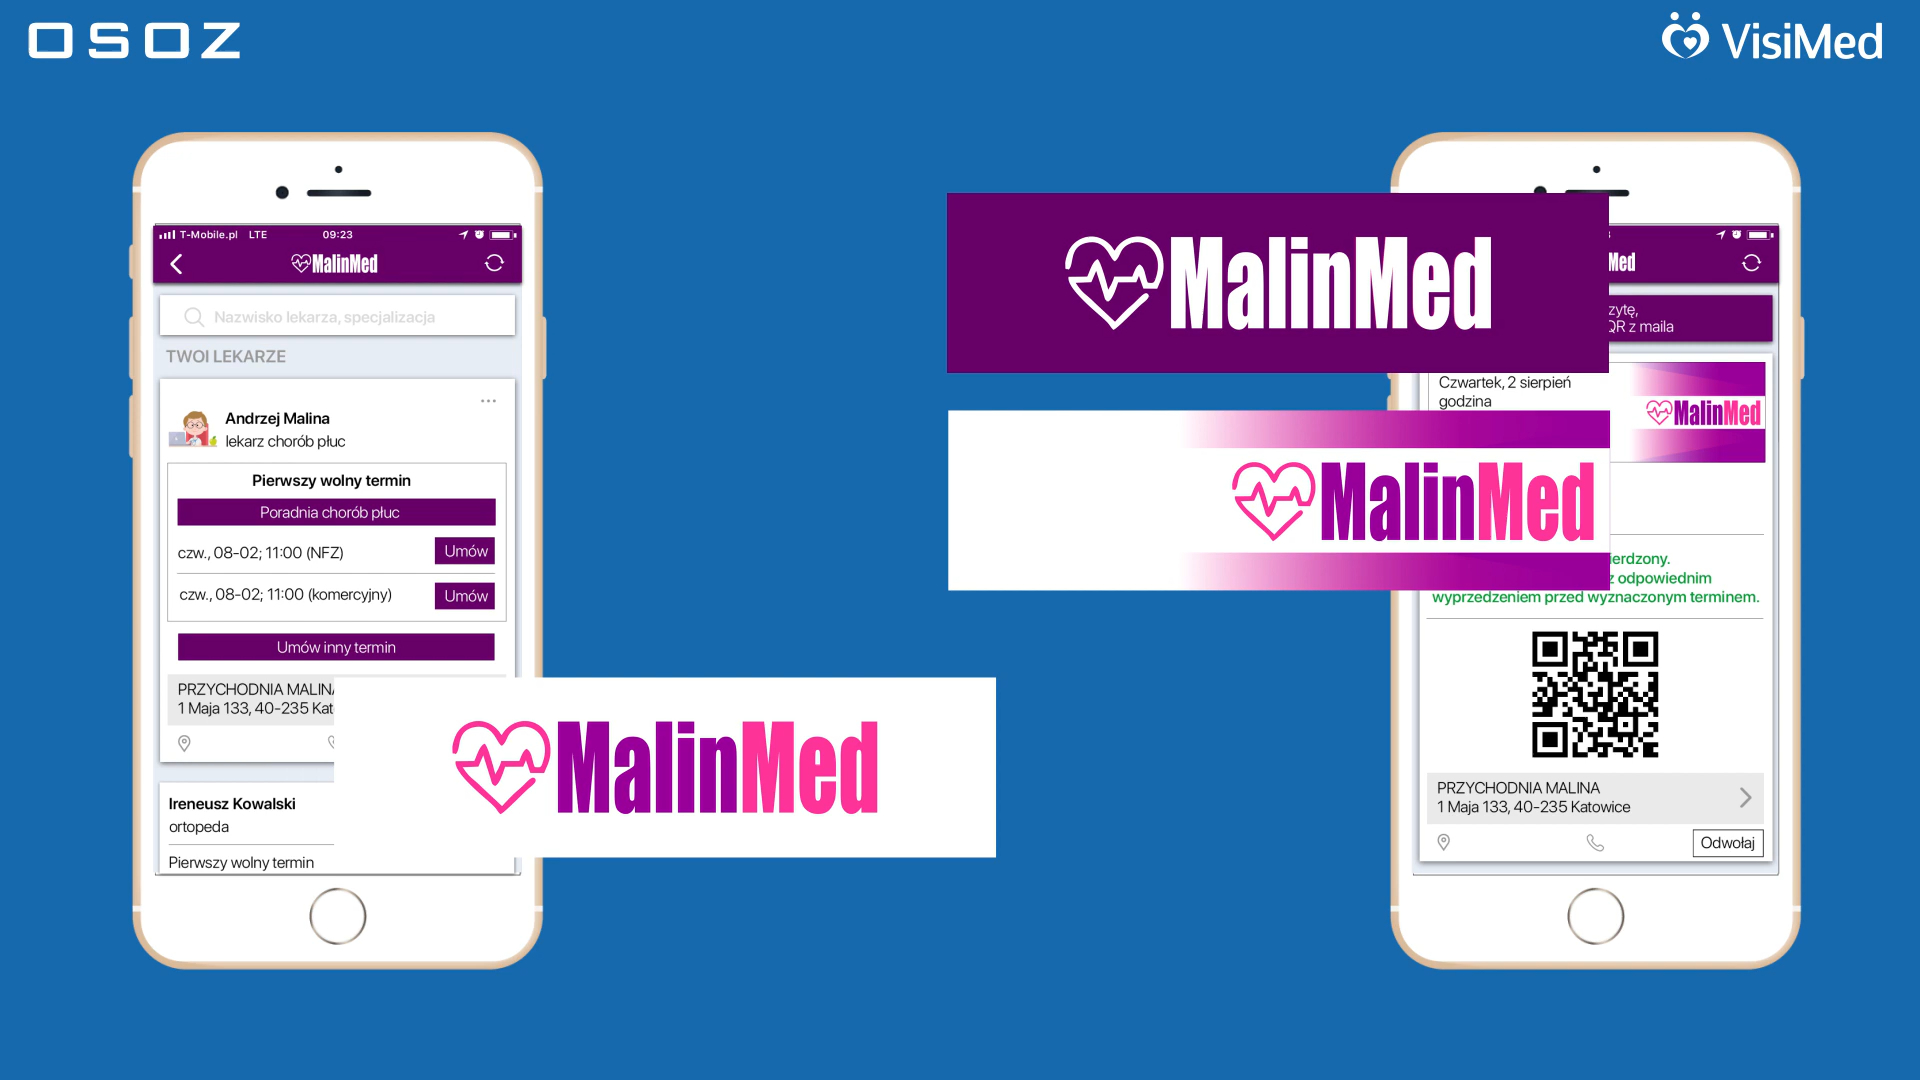 OSOZ
VisiMed
T-Mobile.pl LTE 09:23
MalinMed
Nazwisko lekarza, specjalizacja
TWOI LEKARZE
Andrzej Malina
lekarz chorób płuc
Pierwszy wolny termin
Poradnia chorób płuc
czw., 08-02; 11:00 (NFZ) Umów
czw., 08-02; 11:00 (komercyjny) Umów
Umów inny termin
PRZYCHODNIA MALINA
1 Maja 133, 40-235 Kat
Ireneusz Kowalski
ortopeda
Pierwszy wolny termin
MalinMed
MalinMed
MalinMed
Med
zytę,
QR z maila
Czwartek, 2 sierpień
godzina
MalinMed
ierdzony.
z odpowiednim
wyprzedzeniem przed wyznaczonym terminem.
PRZYCHODNIA MALINA
1 Maja 133, 40-235 Katowice
Odwołaj